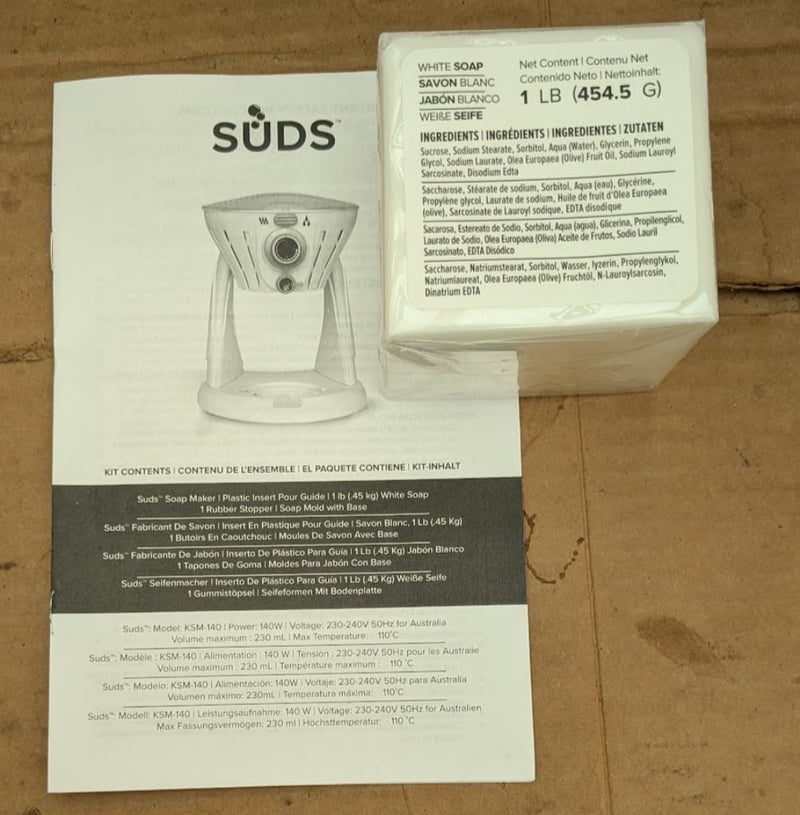 SUDS™
KIT CONTENTS | CONTENU DE L'ENSEMBLE | EL PAQUETE CONTIENE | KIT-INHALT
Suds™ Soap Maker | Plastic Insert Pour Guide | 1 lb (.45 kg) White Soap
1 Rubber Stopper | Soap Mold with Base
Suds™ Fabricant De Savon | Insert En Plastique Pour Guide | Savon Blanc, 1 Lb (.45 Kg)
1 Butoirs En Caoutchouc | Moules De Savon Avec Base
Suds™ Fabricante De Jabón | Inserto De Plástico Para Guía | 1 Lb (.45 Kg) Jabón Blanco
1 Tapones De Goma | Moldes Para Jabón Con Base
Suds™ Seifenmacher | Inserto De Plástico Para Guía | 1 Lb (.45 Kg) Weiße Seife
1 Gummistöpsel | Seifeformen Mit Bodenplatte
Suds™: Model: KSM-140 | Power: 140W | Voltage: 230-240V 50Hz for Australia
Volume maximum : 230 mL | Max Temperature: 110°C
Suds™: Modèle : KSM-140 | Alimentation : 140 W | Tension : 230-240V 50Hz pour les Australie
Volume maximum : 230 mL | Température maximum : 110 °C
Suds™: Modelo: KSM-140 | Alimentación: 140W | Voltaje: 230-240V 50Hz para Australia
Volumen máximo: 230mL | Temperatura máxima: 110°C
Suds™: Modell: KSM-140 | Leistungsaufnahme: 140 W | Voltage: 230-240V 50Hz for Australien
Max Fassungsvermögen: 230 ml | Höchsttemperatur: · 110 °C
WHITE SOAP
SAVON BLANC
JABÓN BLANCO
WEIßE SEIFE
Net Content | Contenu Net
Contenido Neto | Nettoinhalt:
1 LB (454.5 G)
INGREDIENTS | INGRÉDIENTS | INGREDIENTES | ZUTATEN
Sucrose, Sodium Stearate, Sorbitol, Aqua (Water), Glycerin, Propylene
Glycol, Sodium Laurate, Olea Europaea (Olive) Fruit Oil, Sodium Lauroyl
Sarcosinate, Disodium Edta
Saccharose, Stéarate de sodium, Sorbitol, Aqua (eau), Glycérine,
Propylène glycol, Laurate de sodium, Huile de fruit d'Olea Europaea
(olive), Sarcosinate de Lauroyl sodique, EDTA disodique
Sacarosa, Estereato de Sodio, Sorbitol, Aqua (agua), Glicerina, Propilenglicol,
Laurato de Sodio, Olea Europaea (Oliva) Aceite de Frutos, Sodio Lauril
Sarcosinato, EDTA Disódico
Saccharose, Natriumstearat, Sorbitol, Wasser, lyzerin, Propylenglykol,
Natriumlaureat, Olea Europaea (Olive) Fruchtöl, N-Lauroylsarcosin,
Dinatrium EDTA